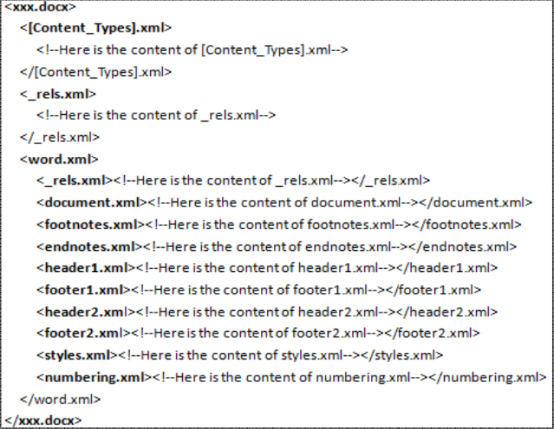 <xxx.docx>
<[Content_Types].xml>
<!--Here is the content of [Content_Types].xml-->
</[Content_Types].xml>
<_rels.xml>
<!--Here is the content of _rels.xml-->
</_rels.xml>
<word.xml>
<_rels.xml><!--Here is the content of _rels.xml--></_rels.xml>
<document.xml><!--Here is the content of document.xml--></document.xml>
<footnotes.xml><!--Here is the content of footnotes.xml--></footnotes.xml>
<endnotes.xml><!--Here is the content of endnotes.xml--></endnotes.xml>
<header1.xml><!--Here is the content of header1.xml--></header1.xml>
<footer1.xml><!--Here is the content of footer1.xml--></footer1.xml>
<header2.xml><!--Here is the content of header2.xml--></header2.xml>
<footer2.xml><!--Here is the content of footer2.xml--></footer2.xml>
<styles.xml><!--Here is the content of styles.xml--></styles.xml>
<numbering.xml><!--Here is the content of numbering.xml--></numbering.xml>
</word.xml>
</xxx.docx>